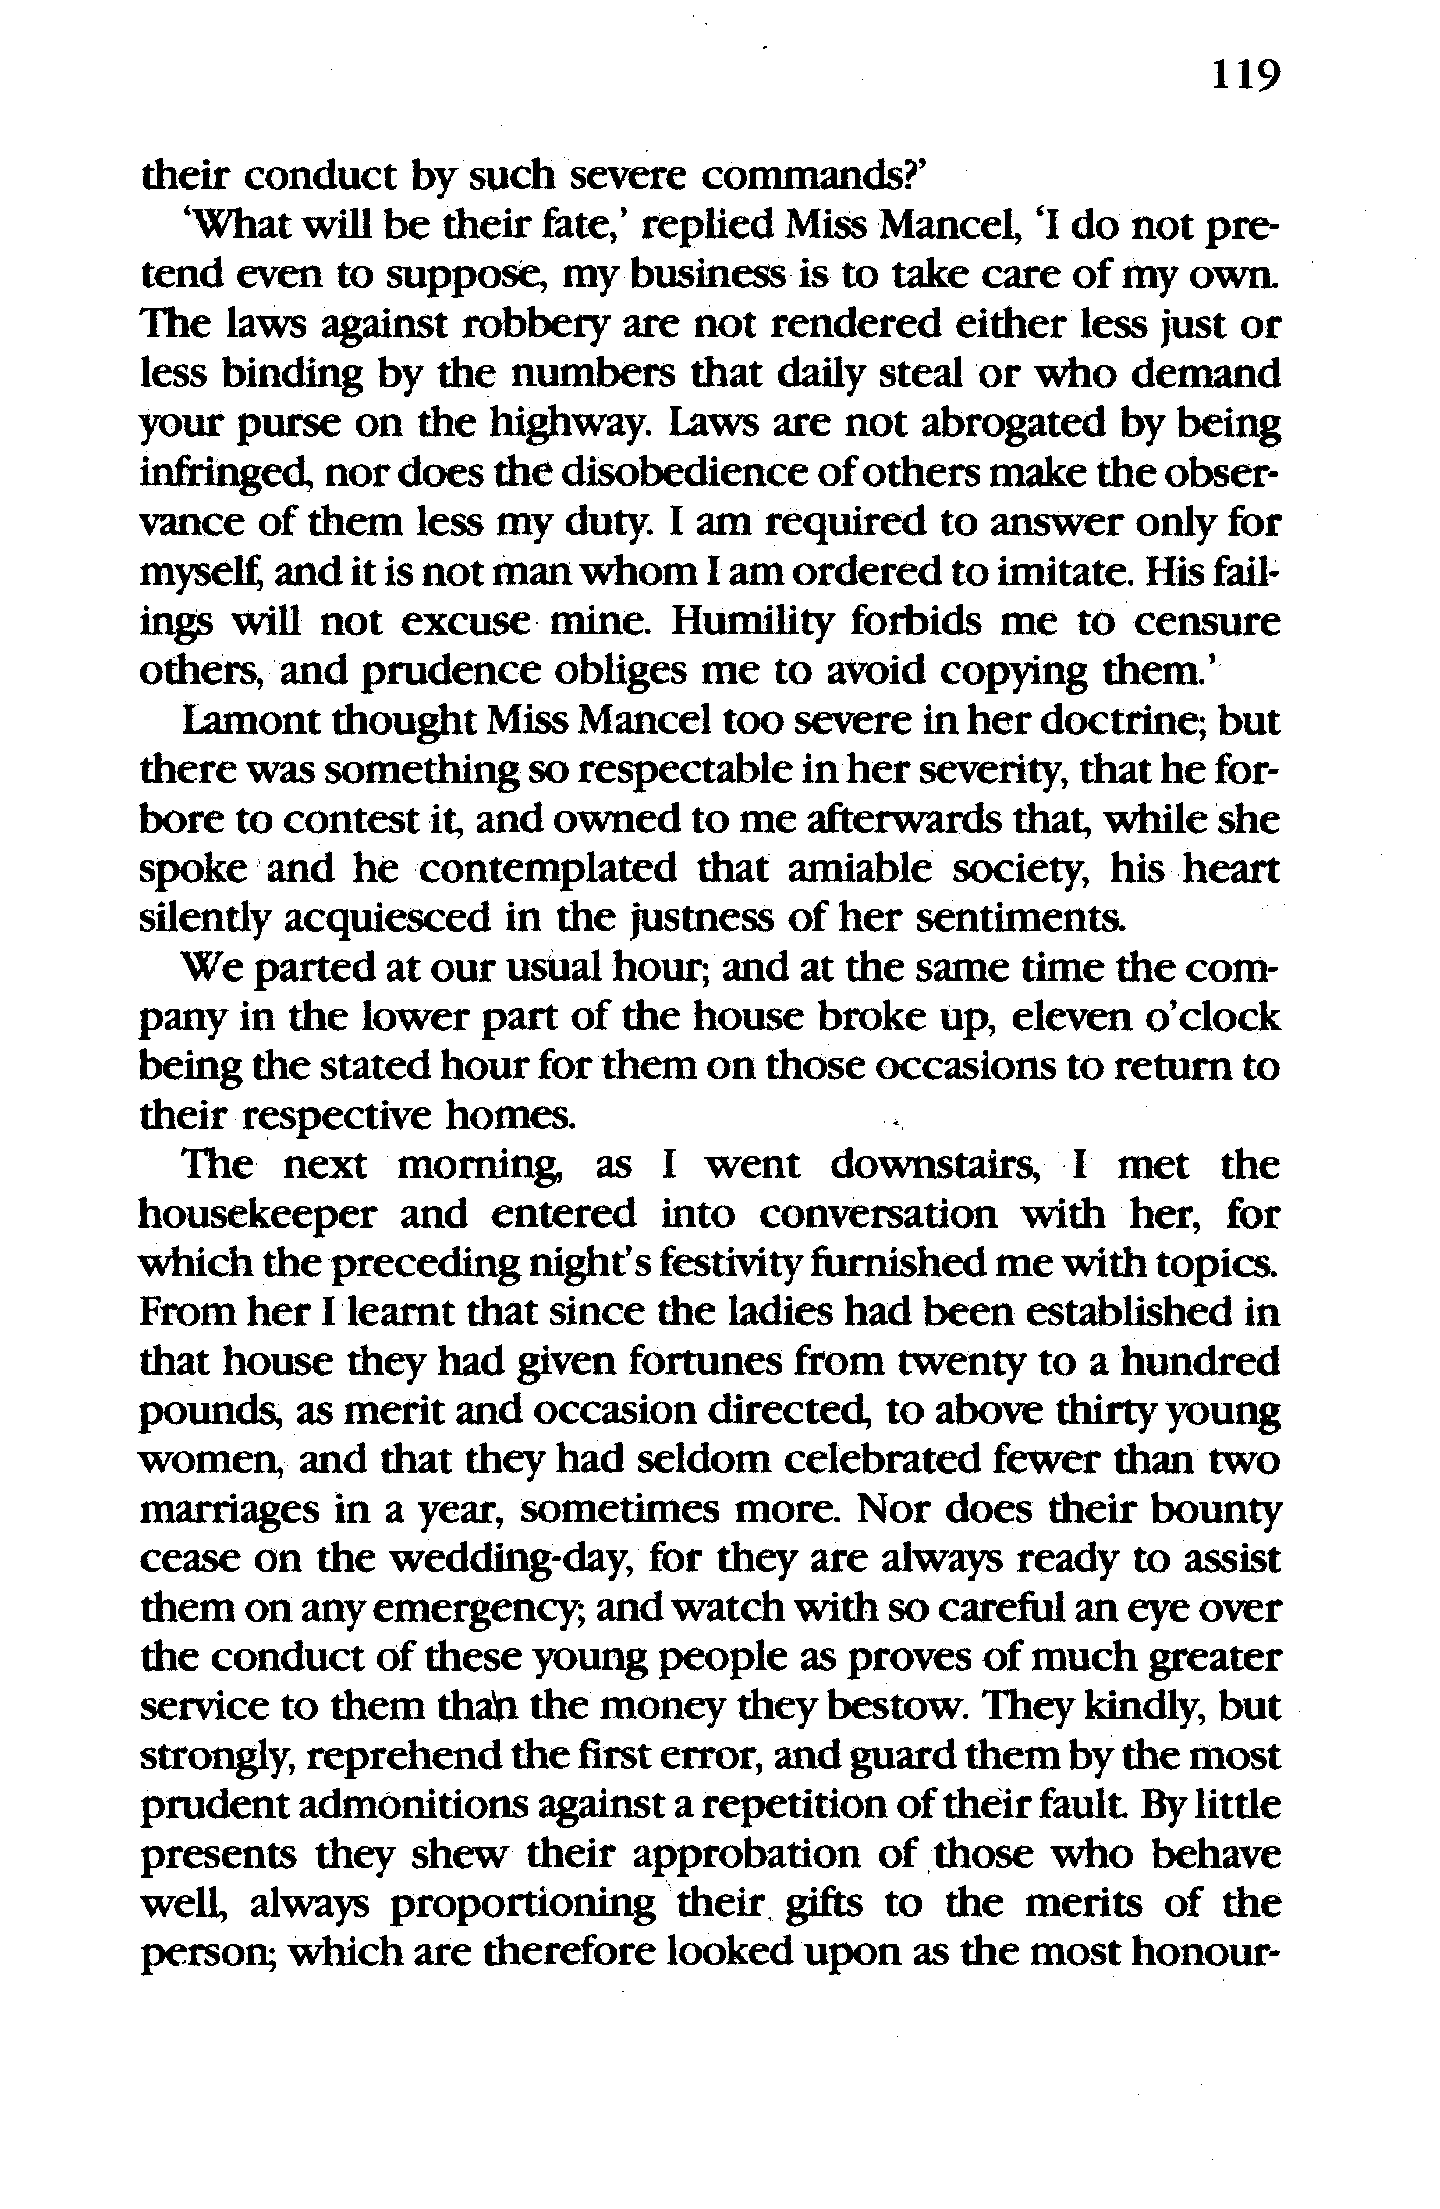 119
their conduct by such severe commands?’
‘What will be their fate,’ replied Miss Mancel, ‘I do not pre-
tend even to suppose, my business is to take care of my own.
The laws against robbery are not rendered either less just or
less binding by the numbers that daily steal or who demand
your purse on the highway. Laws are not abrogated by being
infringed, nor does the disobedience of others make the obser-
vance of them less my duty. I am required to answer only for
myself, and it is not man whom I am ordered to imitate. His fail-
ings will not excuse mine. Humility forbids me to censure
others, and prudence obliges me to avoid copying them.’
Lamont thought Miss Mancel too severe in her doctrine; but
there was something so respectable in her severity, that he for-
bore to contest it, and owned to me afterwards that, while she
spoke and he contemplated that amiable society, his heart
silently acquiesced in the justness of her sentiments.
We parted at our usual hour; and at the same time the com-
pany in the lower part of the house broke up, eleven o’clock
being the stated hour for them on those occasions to return to
their respective homes.
The next morning, as I went downstairs, I met the
housekeeper and entered into conversation with her, for
which the preceding night’s festivity furnished me with topics.
From her I learnt that since the ladies had been established in
that house they had given fortunes from twenty to a hundred
pounds, as merit and occasion directed, to above thirty young
women, and that they had seldom celebrated fewer than two
marriages in a year, sometimes more. Nor does their bounty
cease on the wedding-day, for they are always ready to assist
them on any emergency; and watch with so careful an eye over
the conduct of these young people as proves of much greater
service to them than the money they bestow. They kindly, but
strongly, reprehend the first error, and guard them by the most
prudent admonitions against a repetition of their fault. By little
presents they shew their approbation of those who behave
well, always proportioning their gifts to the merits of the
person; which are therefore looked upon as the most honour-